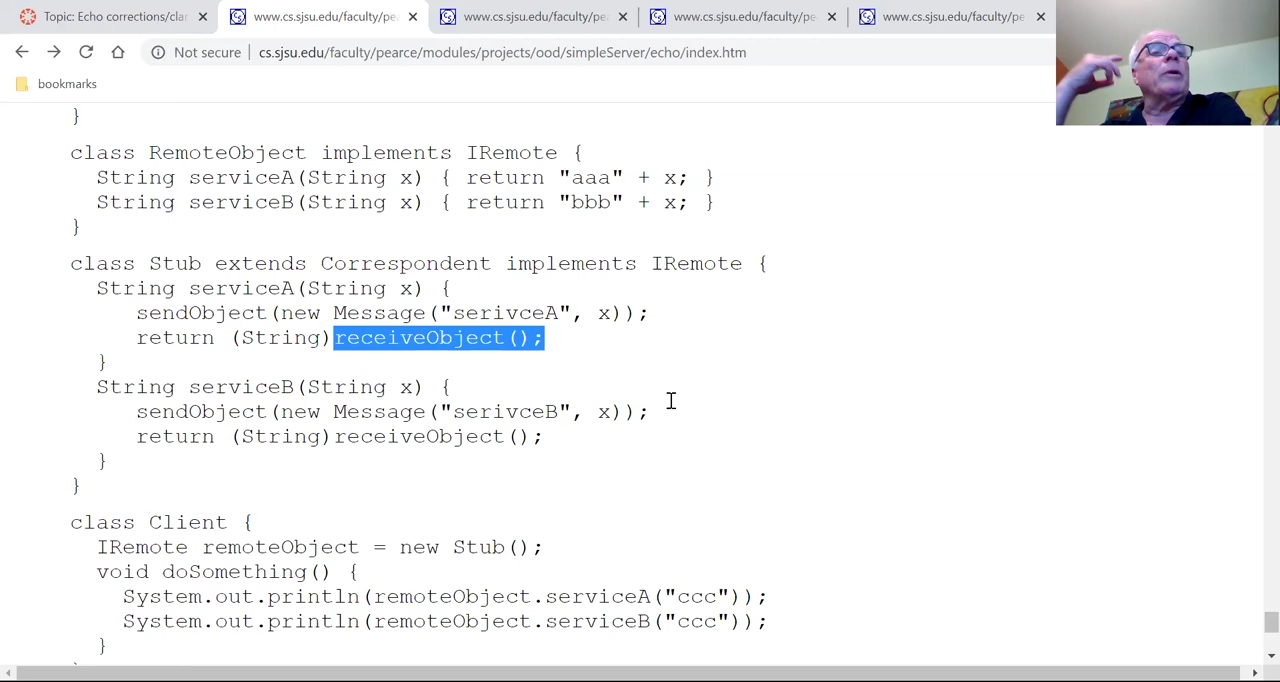 Topic: Echo corrections/clar
www.cs.sjsu.edu/faculty/pe
www.cs.sjsu.edu/faculty/pe
www.cs.sjsu.edu/faculty/pe
www.cs.sjsu.edu/faculty/pe
Not secure cs.sjsu.edu/faculty/pearce/modules/projects/ood/simpleServer/echo/index.htm
bookmarks
}
class RemoteObject implements IRemote {
String serviceA(String x) { return "aaa" + x; }
String serviceB(String x) { return "bbb" + x; }
}
class Stub extends Correspondent implements IRemote {
String serviceA(String x) {
sendObject(new Message("serivceA", x));
return (String)receiveObject();
}
String serviceB(String x) {
sendObject(new Message("serivceB", x));
return (String)receiveObject();
}
}
class Client {
IRemote remoteObject = new Stub();
void doSomething() {
System.out.println(remoteObject.serviceA("ccc"));
System.out.println(remoteObject.serviceB("ccc"));
}